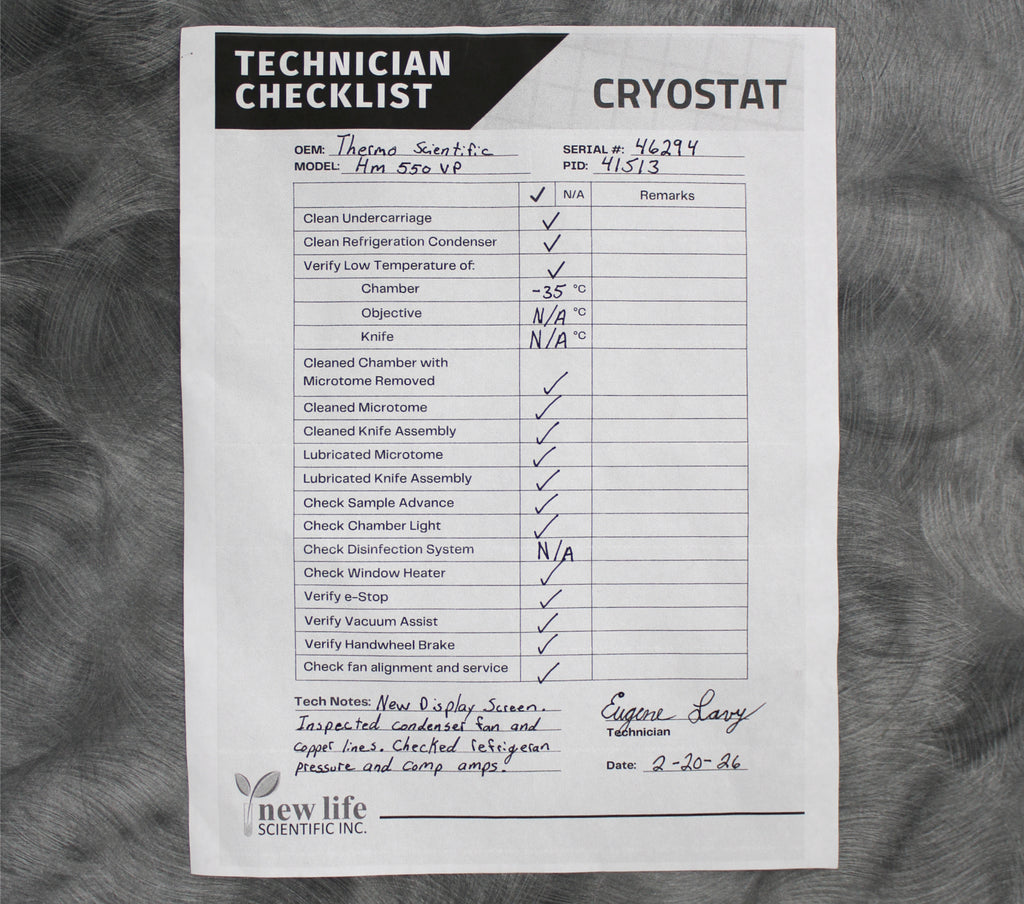 TECHNICIAN
CHECKLIST
CRYOSTAT
OEM: Thermo Scientific SERIAL #: 46294
MODEL: Hm 550 VP PID: 41513
✓ N/A Remarks
Clean Undercarriage ✓
Clean Refrigeration Condenser ✓
Verify Low Temperature of: ✓
Chamber -35 °C
Objective N/A °C
Knife N/A °C
Cleaned Chamber with
Microtome Removed ✓
Cleaned Microtome ✓
Cleaned Knife Assembly ✓
Lubricated Microtome ✓
Lubricated Knife Assembly ✓
Check Sample Advance ✓
Check Chamber Light ✓
Check Disinfection System N/A
Check Window Heater ✓
Verify e-Stop ✓
Verify Vacuum Assist ✓
Verify Handwheel Brake ✓
Check fan alignment and service ✓
Tech Notes: New Display Screen.
Inspected condenser fan and
copper lines. Checked refrigeran
pressure and comp amps.
Eugene Lavy
Technician
Date: 2-20-26
new life
SCIENTIFIC INC.